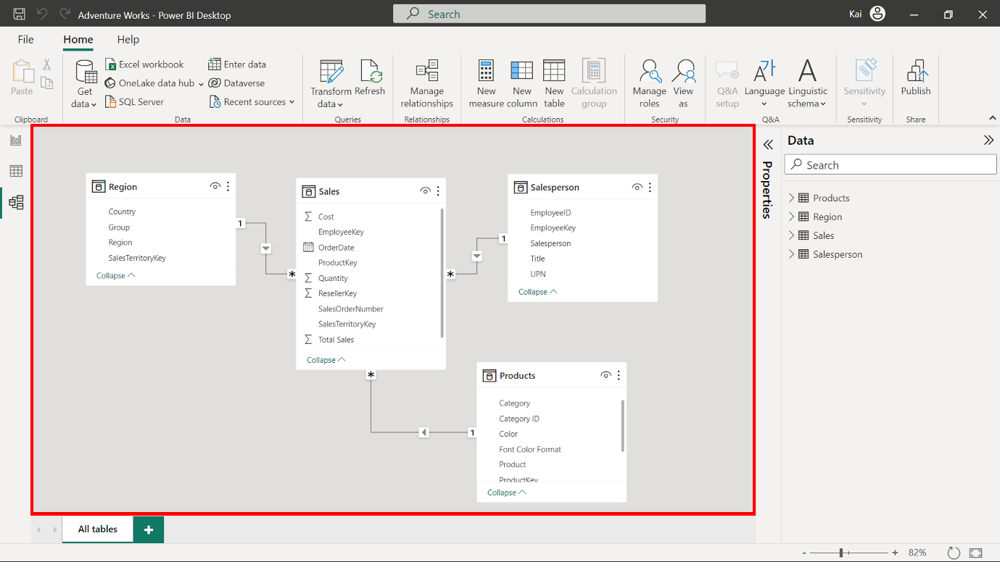 Adventure Works - Power BI Desktop
Search
Kai
File
Home
Help
Paste
Clipboard
Get
data
Excel workbook
OneLake data hub
SQL Server
Enter data
Dataverse
Recent sources
Data
Transform
data
Refresh
Queries
Manage
relationships
Relationships
New
measure
New
column
New
table
Calculation
group
Calculations
Manage
roles
View
as
Security
Q&A
setup
Language
Linguistic
schema
Q&A
Sensitivity
Sensitivity
Publish
Share
Region
Country
Group
Region
SalesTerritoryKey
Collapse
1
*
Sales
Cost
EmployeeKey
OrderDate
ProductKey
Quantity
ResellerKey
SalesOrderNumber
SalesTerritoryKey
Total Sales
Collapse
*
1
Salesperson
EmployeeID
EmployeeKey
Salesperson
Title
UPN
Collapse
*
1
Products
Category
Category ID
Color
Font Color Format
Product
ProductKey
Collapse
Properties
Data
Search
Products
Region
Sales
Salesperson
All tables
+
- + 82%